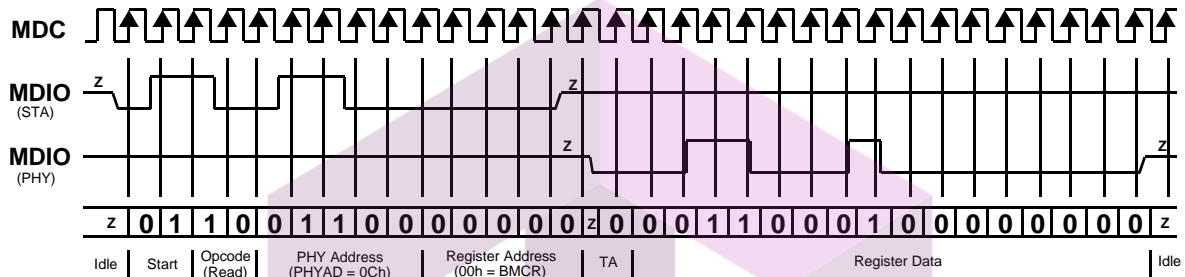 MDC
z
MDIO
(STA)
z
MDIO
(PHY)
z
z
z 0 1 1 0 0 1 1 0 0 0 0 0 0 0 z 0 0 0 1 1 0 0 0 1 0 0 0 0 0 0 0 0 z
Idle Start Opcode PHY Address Register Address TA Register Data Idle
(Read) (PHYAD = 0Ch) (00h = BMCR)